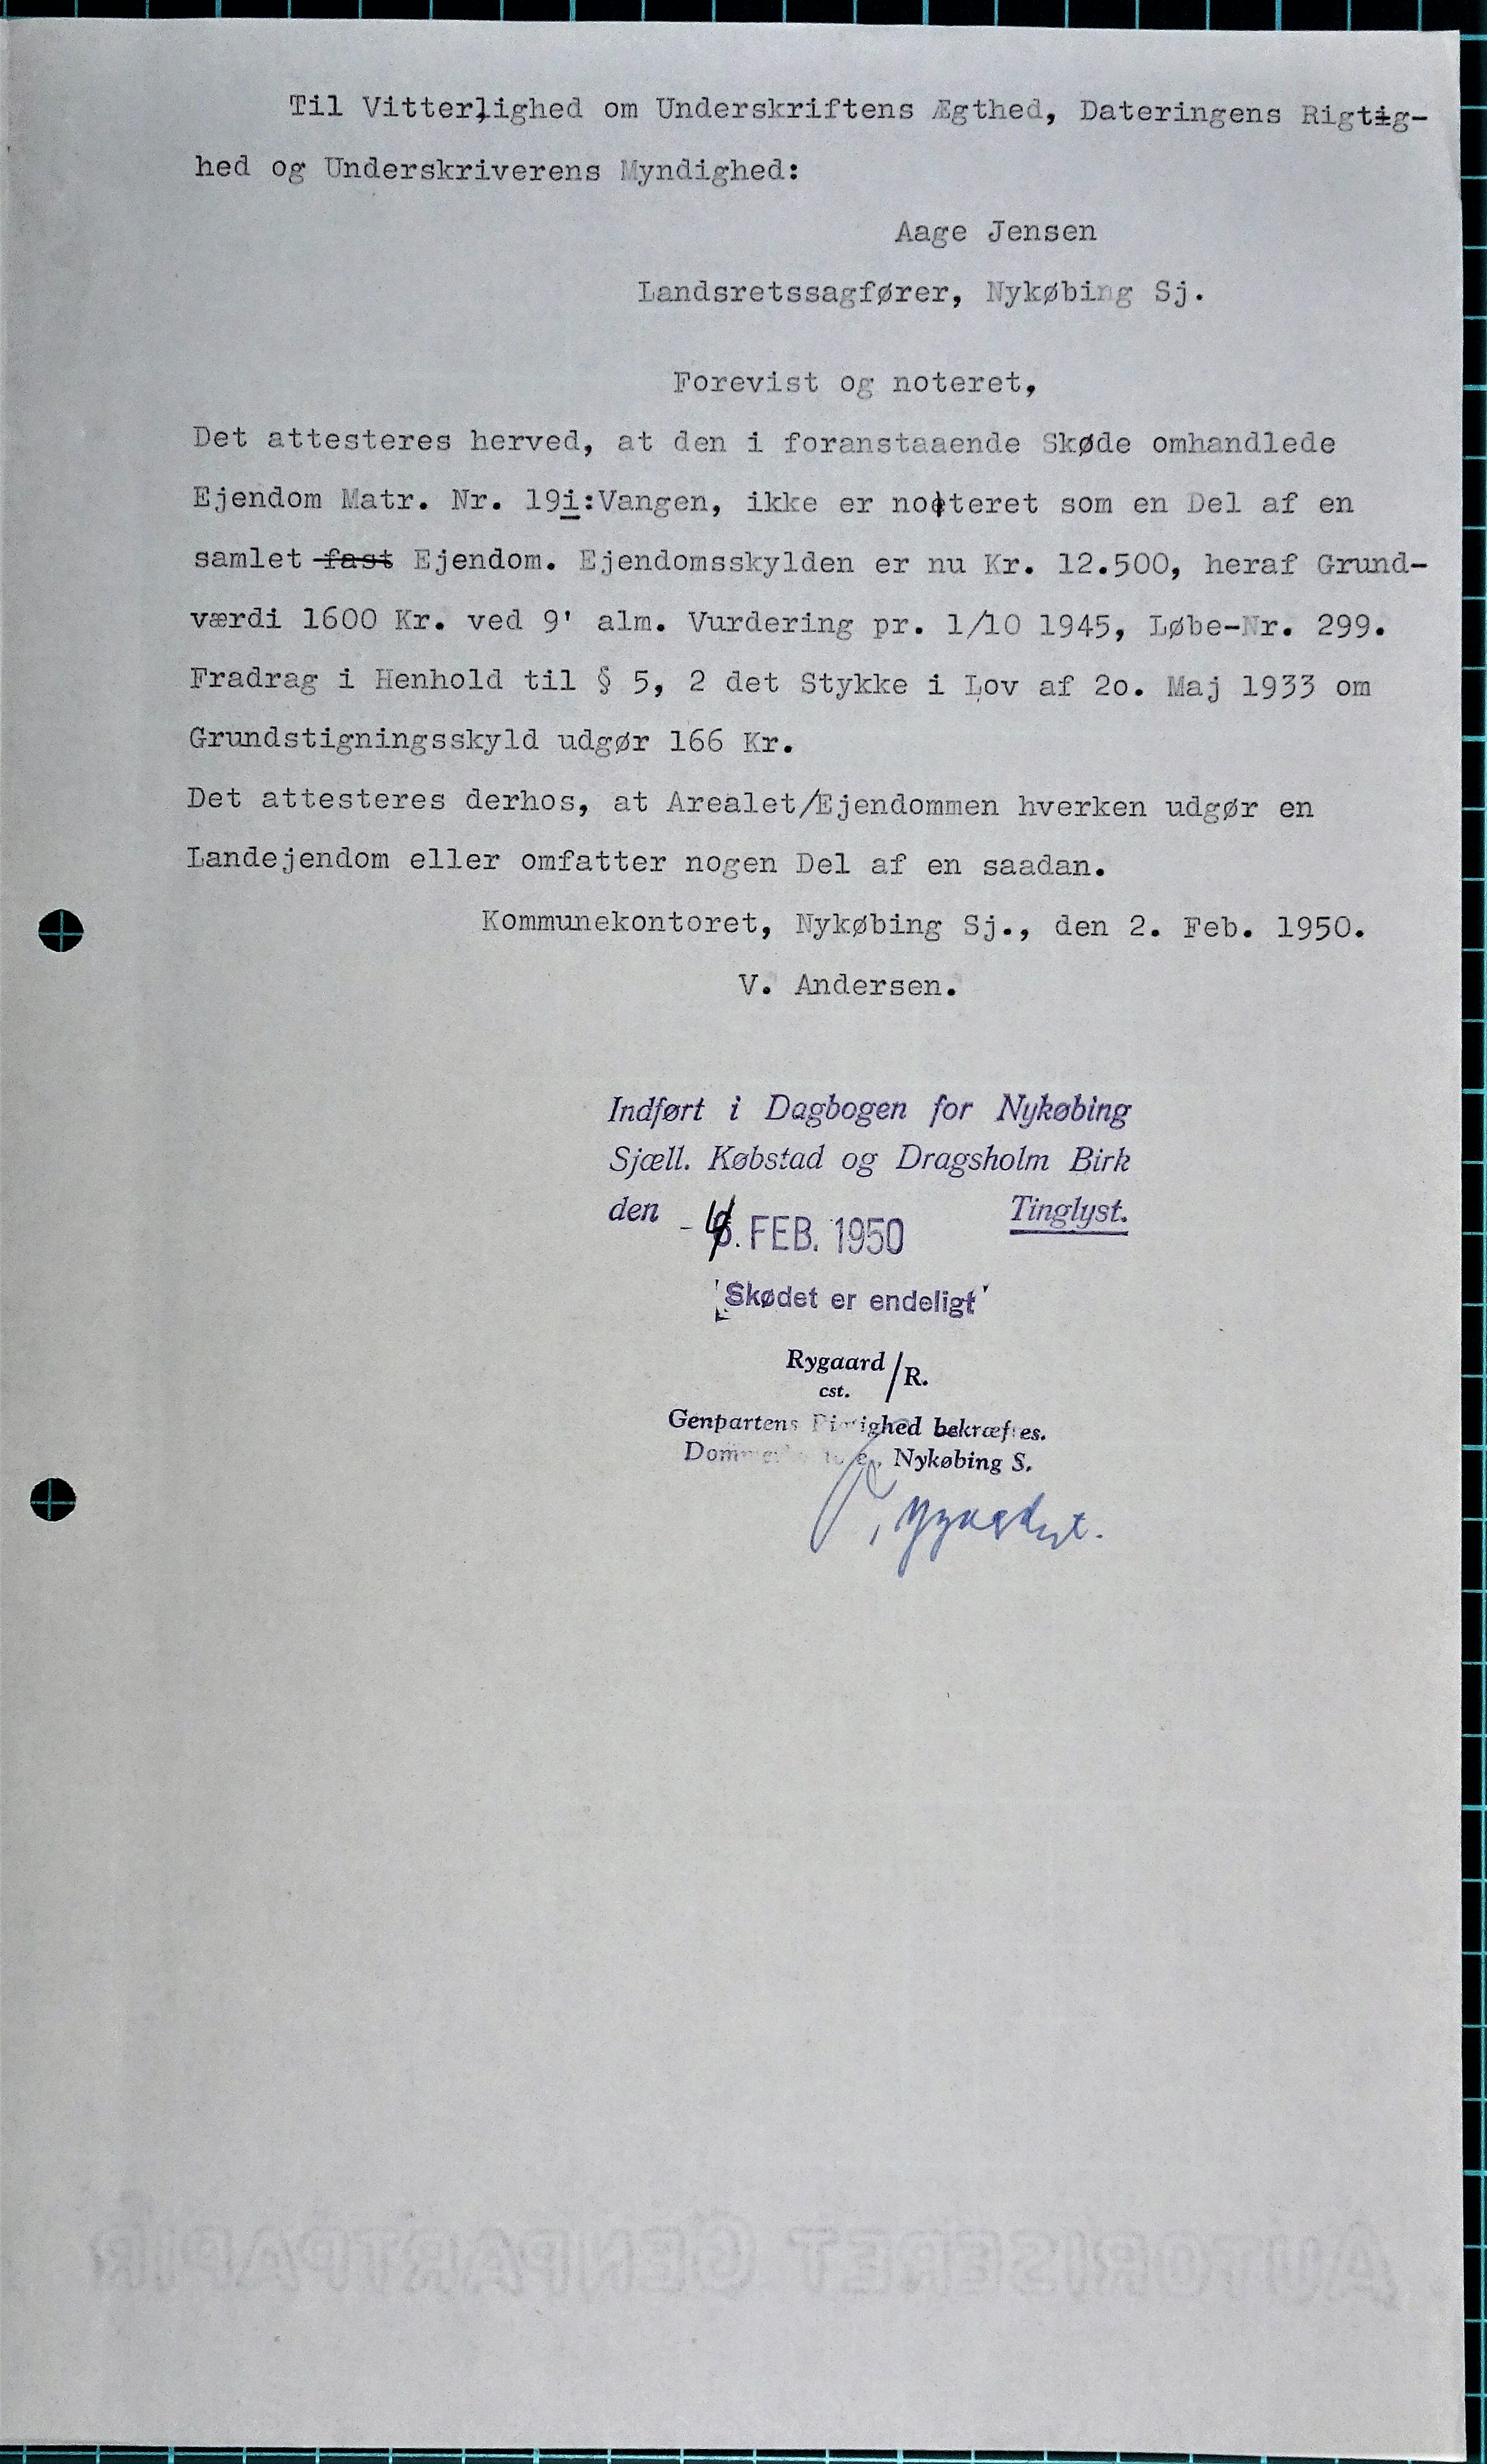 Til Vitterlighed om Underskriftens Ægthed, Dateringens Rigtig-
hed og Underskriverens Myndighed:
Aage Jensen
Landsretssagfører, Nykøbing Sj.
Forevist og noteret,
Det attesteres herved, at den i foranstaaende Skøde omhandlede
Ejendom Matr. Nr. 19i:Vangen, ikke er noteret som en Del af en
samlet fast Ejendom. Ejendomsskylden er nu Kr. 12.500, heraf Grund-
værdi 1600 Kr. ved 9' alm. Vurdering pr. 1/10 1945, Løbe-Nr. 299.
Fradrag i Henhold til § 5, 2 det Stykke i Lov af 2o. Maj 1933 om
Grundstigningsskyld udgør 166 Kr.
Det attesteres derhos, at Arealet/Ejendommen hverken udgør en
Landejendom eller omfatter nogen Del af en saadan.
Kommunekontoret, Nykøbing Sj., den 2. Feb. 1950.
V. Andersen.
Indført i Dagbogen for Nykøbing
Sjæll. Købstad og Dragsholm Birk
den - . FEB. 1950 Tinglyst.
'Skødet er endeligt'
Rygaard /R.
cst.
Genpartens Rigtighed bekræftes.
Nykøbing S.
AUTORISERET GENPARTPAPIR